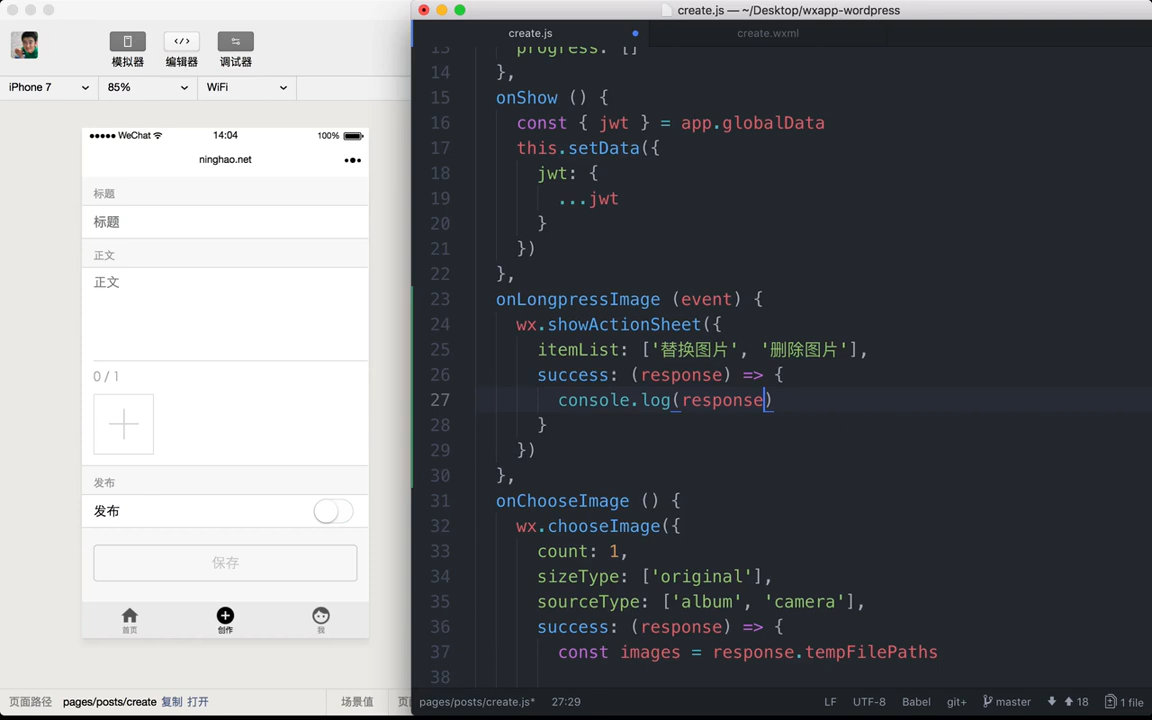 模拟器
编辑器
调试器
iPhone 7
85%
WiFi
WeChat
14:04
100%
ninghao.net
标题
标题
正文
正文
0 / 1
发布
发布
保存
首页
创作
我
页面路径
pages/posts/create
复制
打开
场景值
页
create.js — ~/Desktop/wxapp-wordpress
create.js
create.wxml
13 progress: []
14 },
15 onShow () {
16 const { jwt } = app.globalData
17 this.setData({
18 jwt: {
19 ...jwt
20 }
21 })
22 },
23 onLongpressImage (event) {
24 wx.showActionSheet({
25 itemList: ['替换图片', '删除图片'],
26 success: (response) => {
27 console.log(response)
28 }
29 })
30 },
31 onChooseImage () {
32 wx.chooseImage({
33 count: 1,
34 sizeType: ['original'],
35 sourceType: ['album', 'camera'],
36 success: (response) => {
37 const images = response.tempFilePaths
38
pages/posts/create.js*
27:29
LF
UTF-8
Babel
git+
master
18
1 file